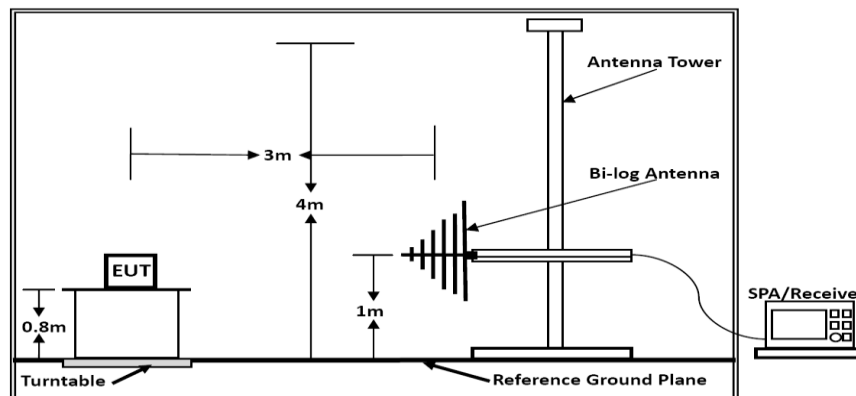 Antenna Tower
3m
Bi-log Antenna
4m
EUT
1m
0.8m
SPA/Receive
Turntable
Reference Ground Plane